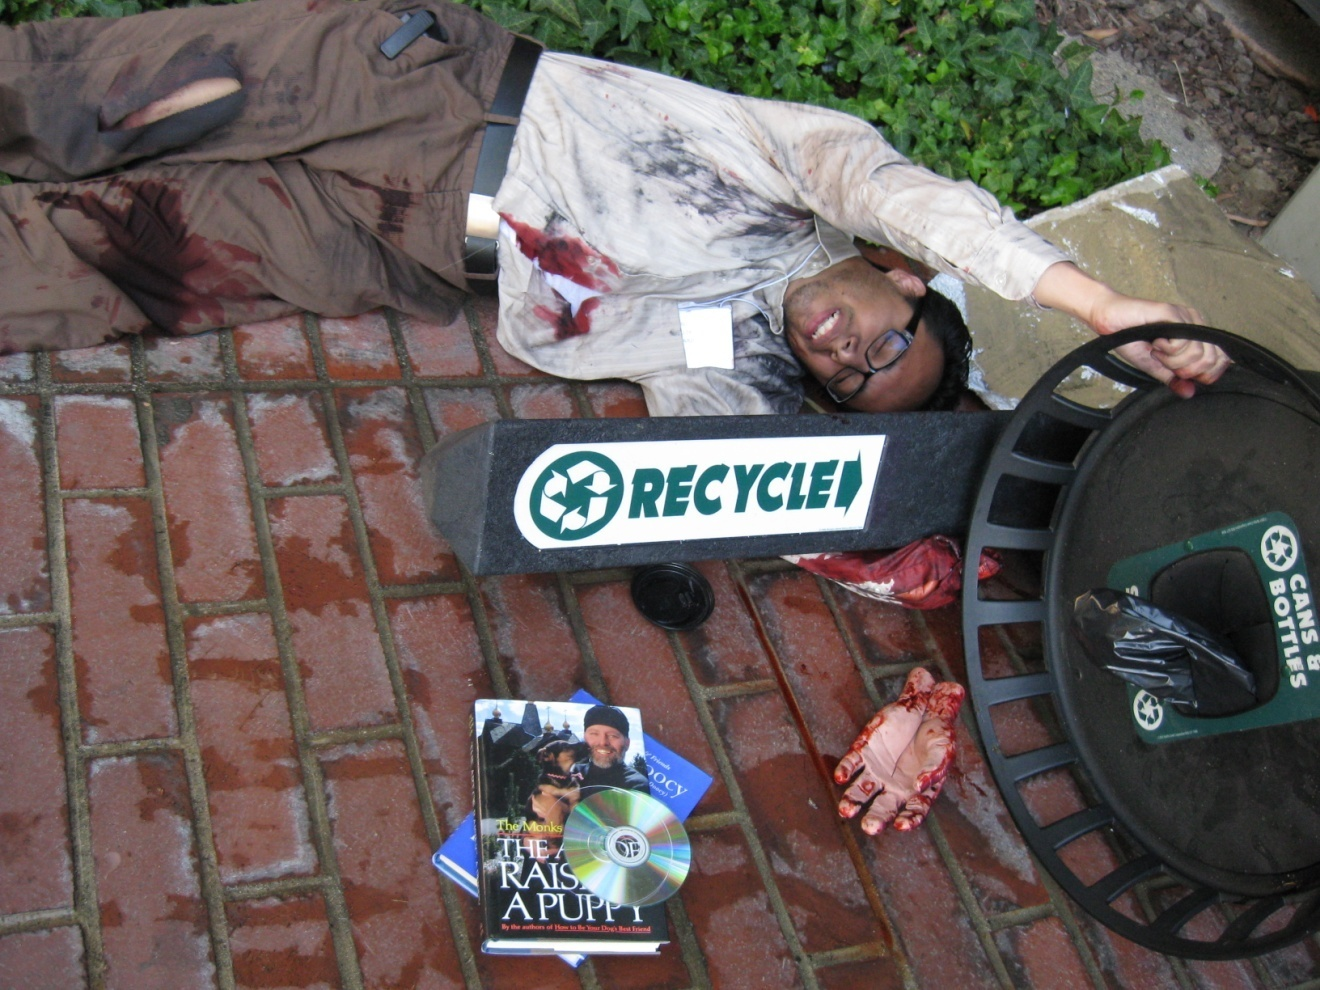 RECYCLE
CANS &
BOTTLES
The Monks
THE
RAIS
A PUPPY
By the authors of How to Be Your Dog's Best Friend
Friends